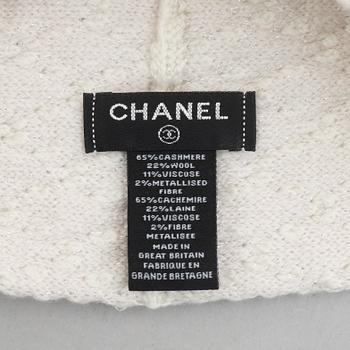 CHANEL
65%CASHMERE
22%WOOL
11%VISCOSE
2%METALLISED
FIBRE
65%CACHEMIRE
22%LAINE
11%VISCOSE
2%FIBRE
METALISEE
MADE IN
GREAT BRITAIN
FABRIQUE EN
GRANDE BRETAGNE